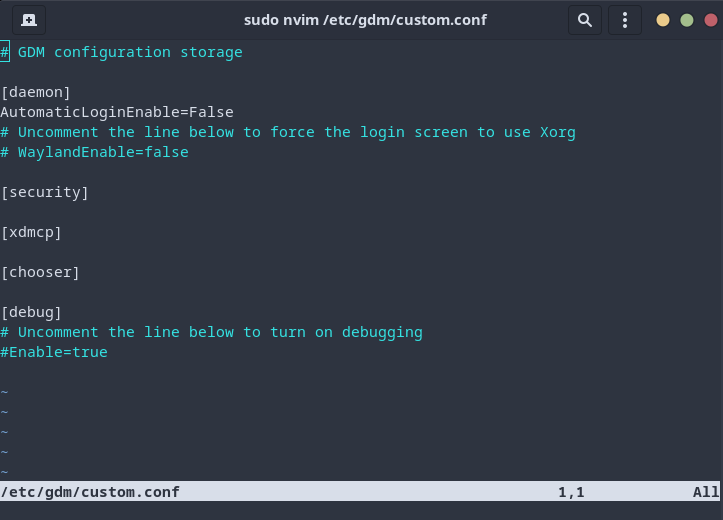 sudo nvim /etc/gdm/custom.conf
# GDM configuration storage
[daemon]
AutomaticLoginEnable=False
# Uncomment the line below to force the login screen to use Xorg
# WaylandEnable=false
[security]
[xdmcp]
[chooser]
[debug]
# Uncomment the line below to turn on debugging
#Enable=true
~
~
~
~
~
/etc/gdm/custom.conf 1,1 All